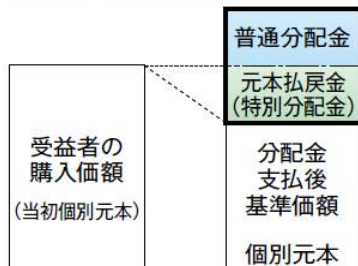 普通分配金
元本払戻金
(特別分配金)
受益者の
購入価額
(当初個別元本)
分配金
支払後
基準価額
個別元本